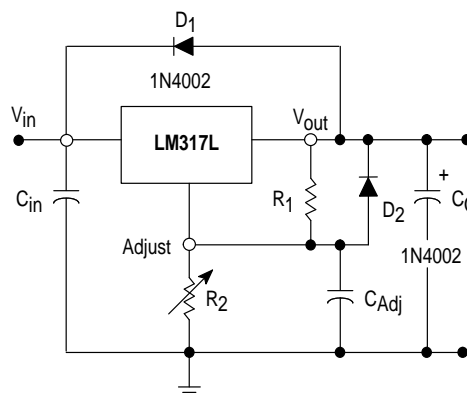 D1
1N4002
Vin
LM317L
Vout
Cin
R1
D2
+
Adjust
1N4002
R2
CAdj